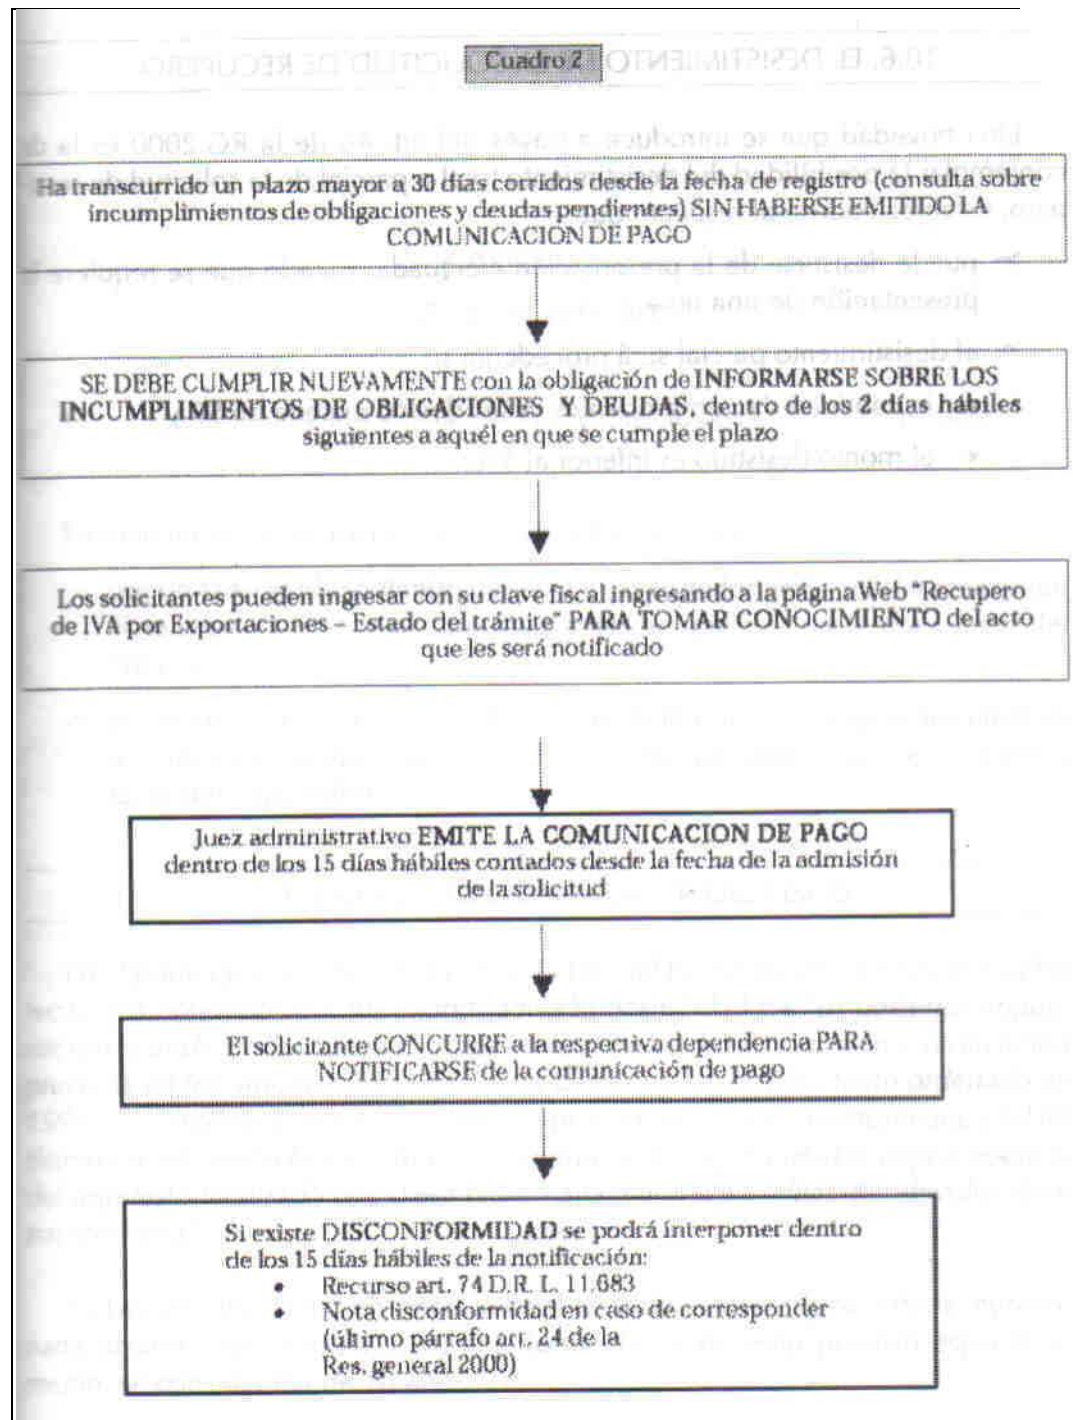 Cuadro 2
Ha transcurrido un plazo mayor a 30 días corridos desde la fecha de registro (consulta sobre
incumplimientos de obligaciones y deudas pendientes) SIN HABERSE EMITIDO LA
COMUNICACION DE PAGO
SE DEBE CUMPLIR NUEVAMENTE con la obligación de INFORMARSE SOBRE LOS
INCUMPLIMIENTOS DE OBLIGACIONES Y DEUDAS, dentro de los 2 días hábiles
siguientes a aquél en que se cumple el plazo
Los solicitantes pueden ingresar con su clave fiscal ingresando a la página Web "Recupero
de IVA por Exportaciones – Estado del trámite" PARA TOMAR CONOCIMIENTO del acto
que les será notificado
Juez administrativo EMITE LA COMUNICACION DE PAGO
dentro de los 15 días hábiles contados desde la fecha de la admisión
de la solicitud
El solicitante CONCURRE a la respectiva dependencia PARA
NOTIFICARSE de la comunicación de pago
Si existe DISCONFORMIDAD se podrá interponer dentro
de los 15 días hábiles de la notificación:
• Recurso art. 74 D.R. L. 11.683
• Nota disconformidad en caso de corresponder
(último párrafo art. 24 de la
Res. general 2000)